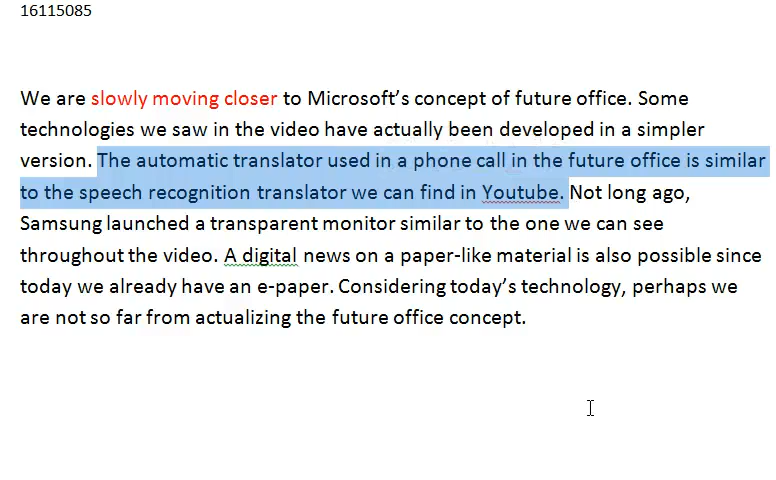 16115085
We are slowly moving closer to Microsoft’s concept of future office. Some
technologies we saw in the video have actually been developed in a simpler
version. The automatic translator used in a phone call in the future office is similar
to the speech recognition translator we can find in Youtube. Not long ago,
Samsung launched a transparent monitor similar to the one we can see
throughout the video. A digital news on a paper-like material is also possible since
today we already have an e-paper. Considering today’s technology, perhaps we
are not so far from actualizing the future office concept.